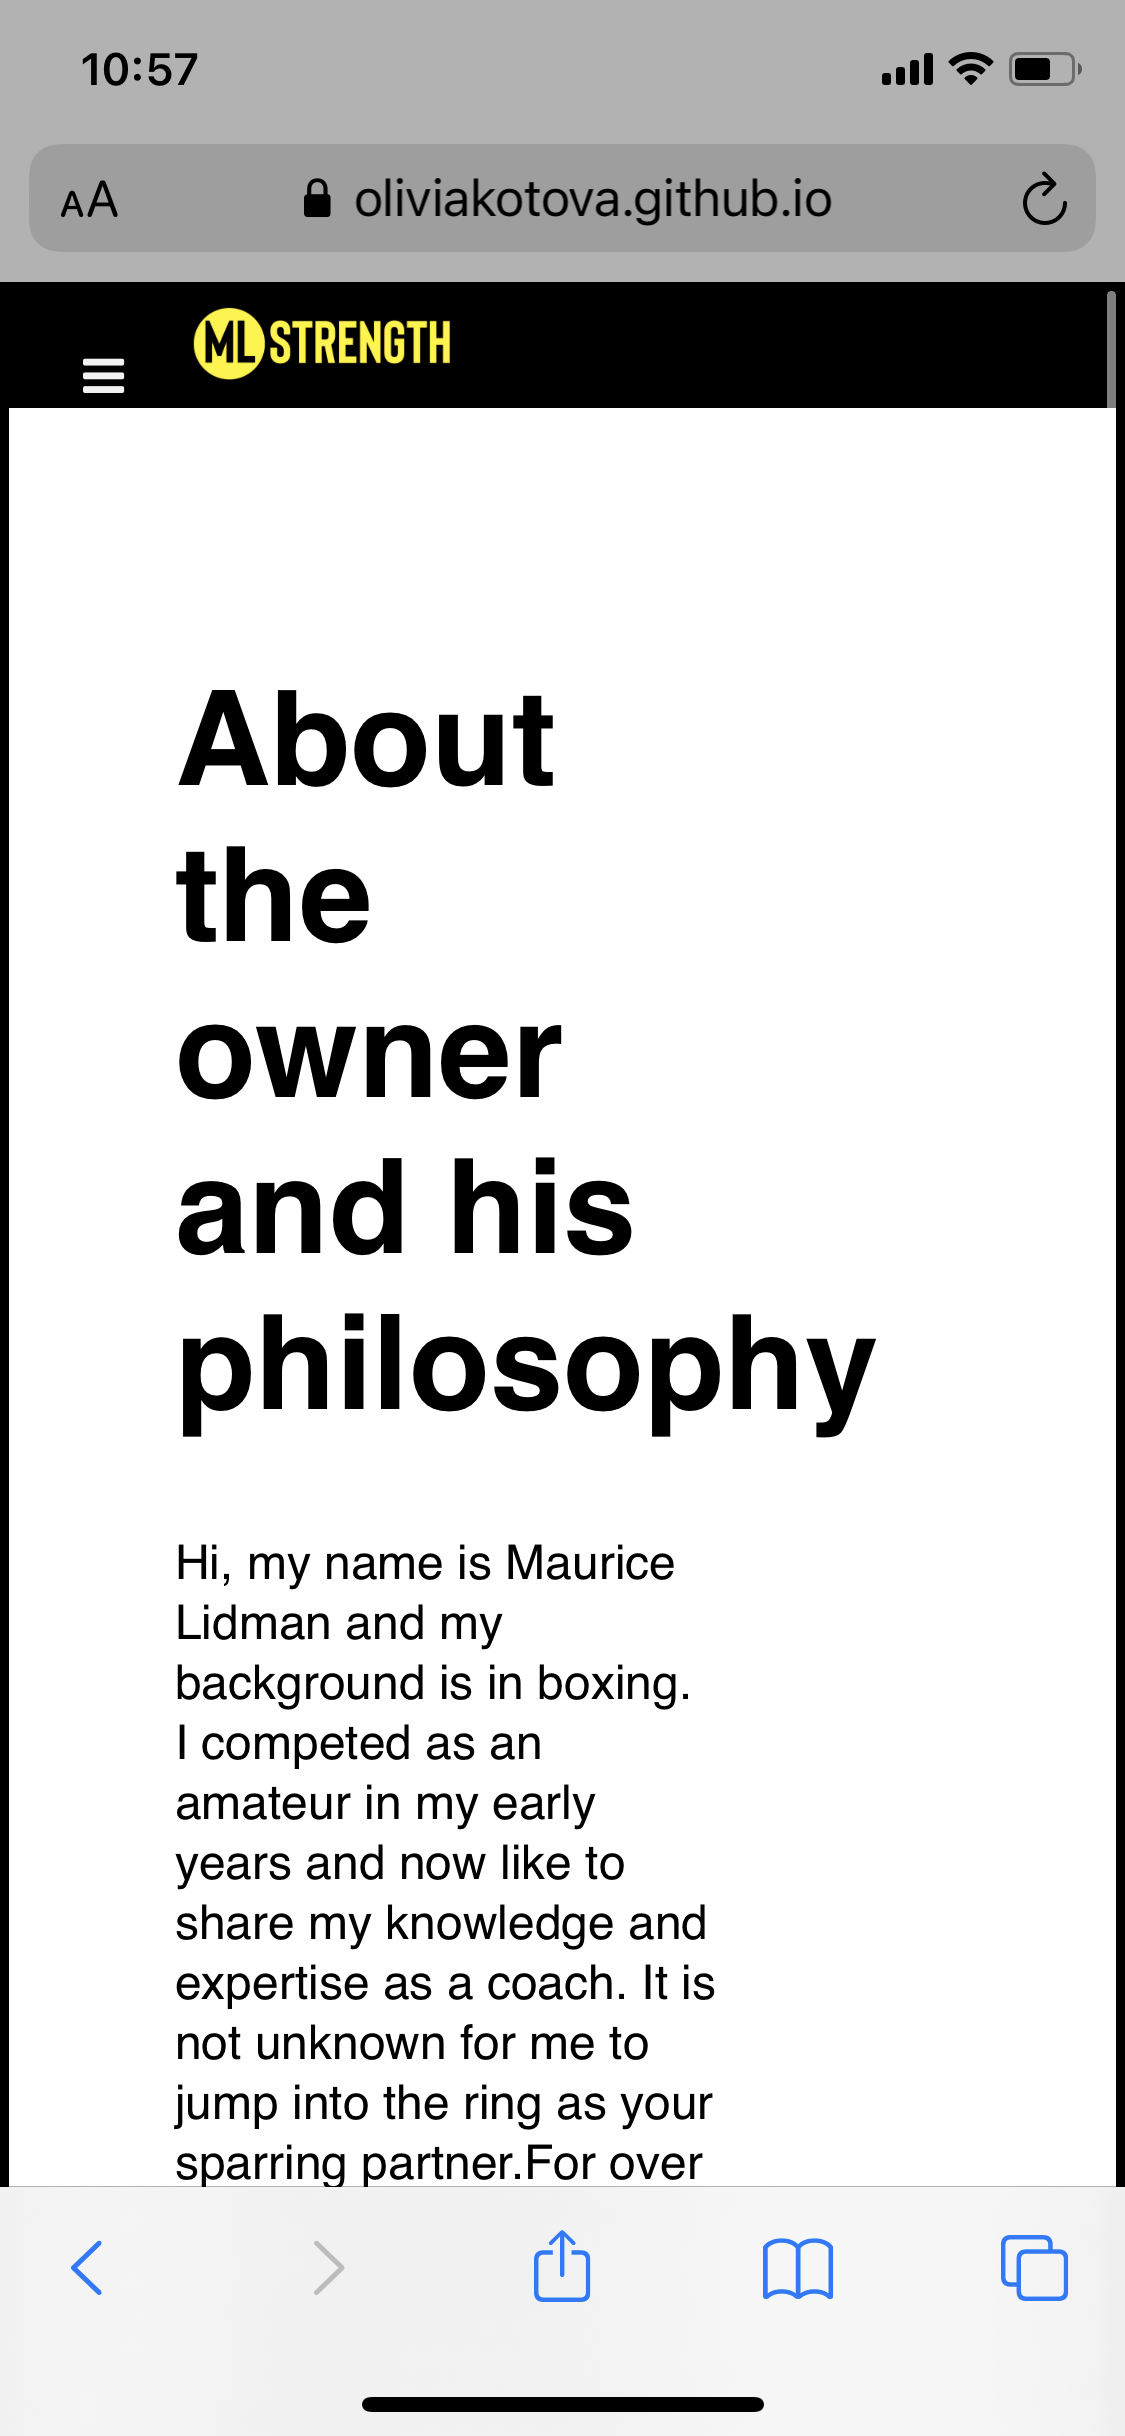 10:57
AA oliviakotova.github.io
ML STRENGTH
About
the
owner
and his
philosophy
Hi, my name is Maurice
Lidman and my
background is in boxing.
I competed as an
amateur in my early
years and now like to
share my knowledge and
expertise as a coach. It is
not unknown for me to
jump into the ring as your
sparring partner.For over